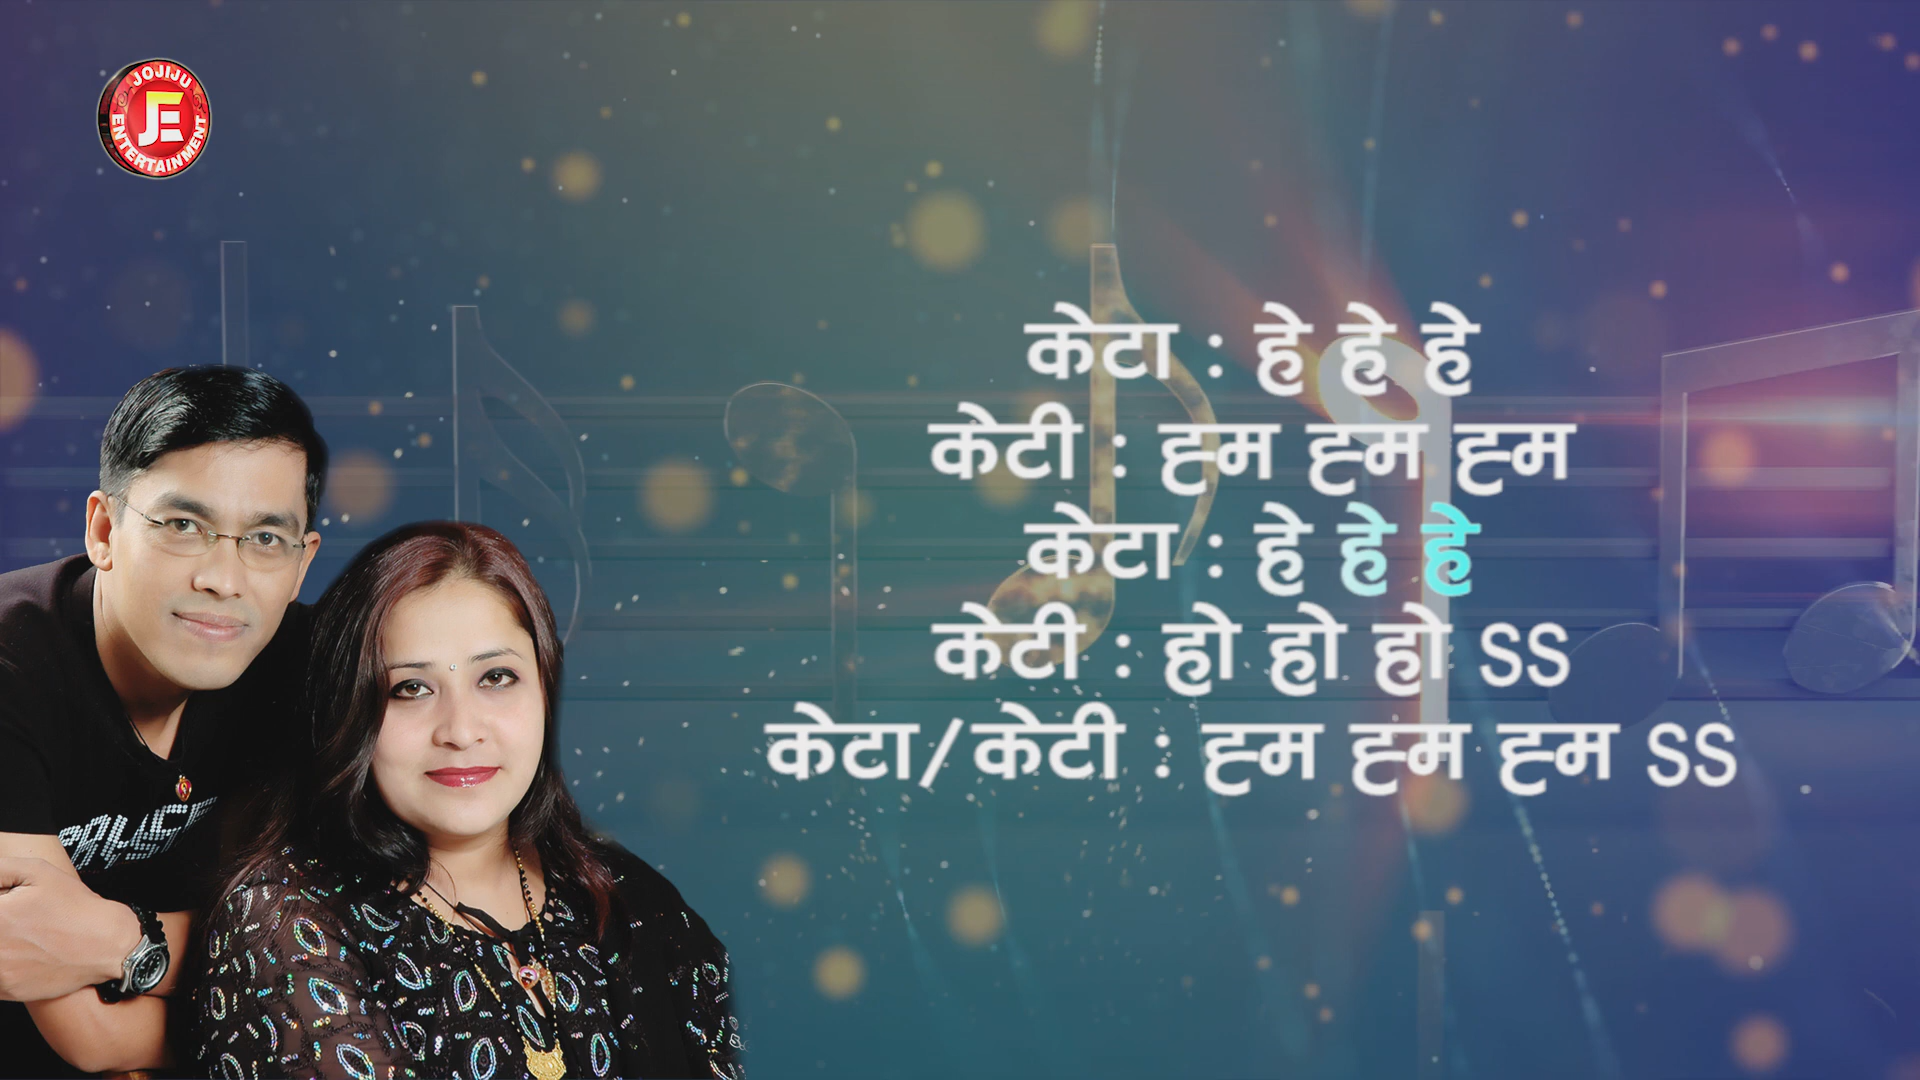 JOJIJU
JE
ENTERTAINMENT
केटा : हे हे हे
केटी : ह्म ह्म ह्म
केटा : हे हे हे
केटी : हो हो हो SS
केटा/केटी : ह्म ह्म ह्म SS